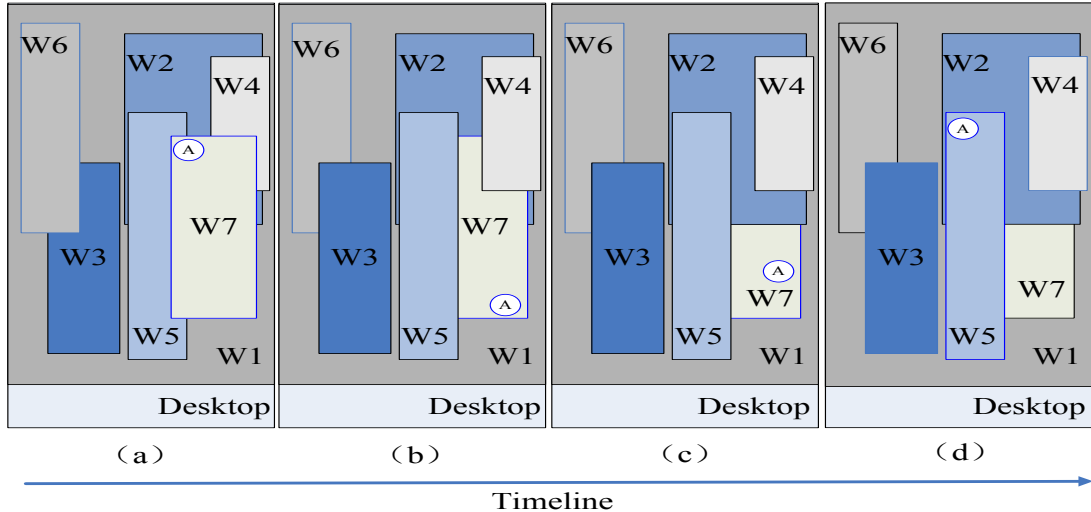 W6 W2 W4 A W7 W3 W5 W1 Desktop
W6 W2 W4 W7 W3 A W5 W1 Desktop
W6 W2 W4 W3 A W7 W5 W1 Desktop
W6 W2 W4 A W3 W7 W5 W1 Desktop
（a） （b） （c） （d）
Timeline